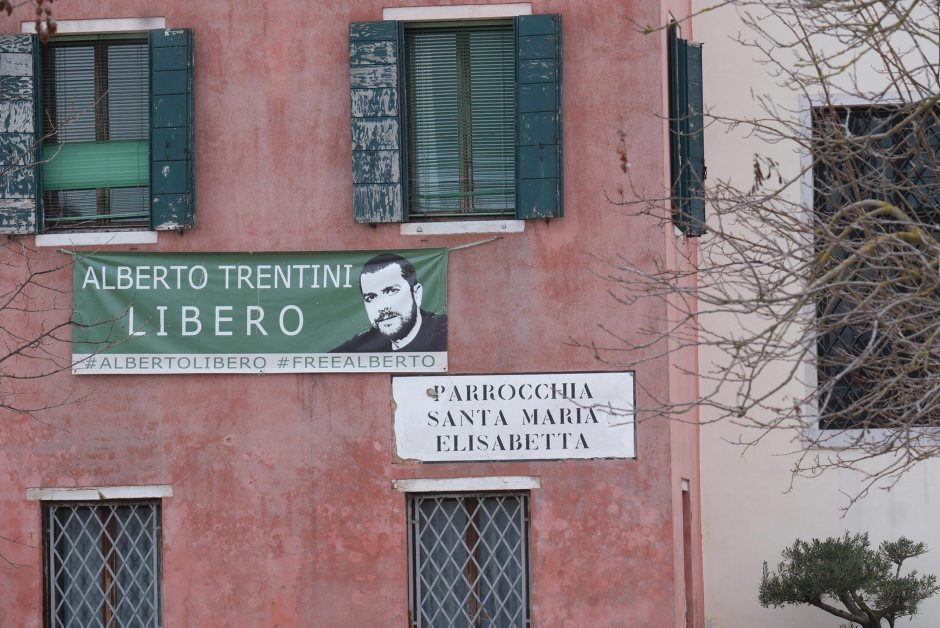 ALBERTO TRENTINI
LIBERO
#ALBERTOLIBERO #FREEALBERTO
PARROCCHIA
SANTA MARIA
ELISABETTA